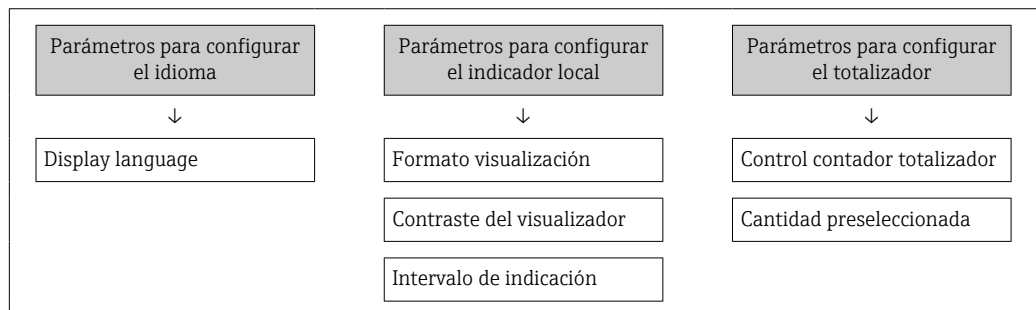 Parámetros para configurar
el idioma
↓
Display language
Parámetros para configurar
el indicador local
↓
Formato visualización
Contraste del visualizador
Intervalo de indicación
Parámetros para configurar
el totalizador
↓
Control contador totalizador
Cantidad preseleccionada